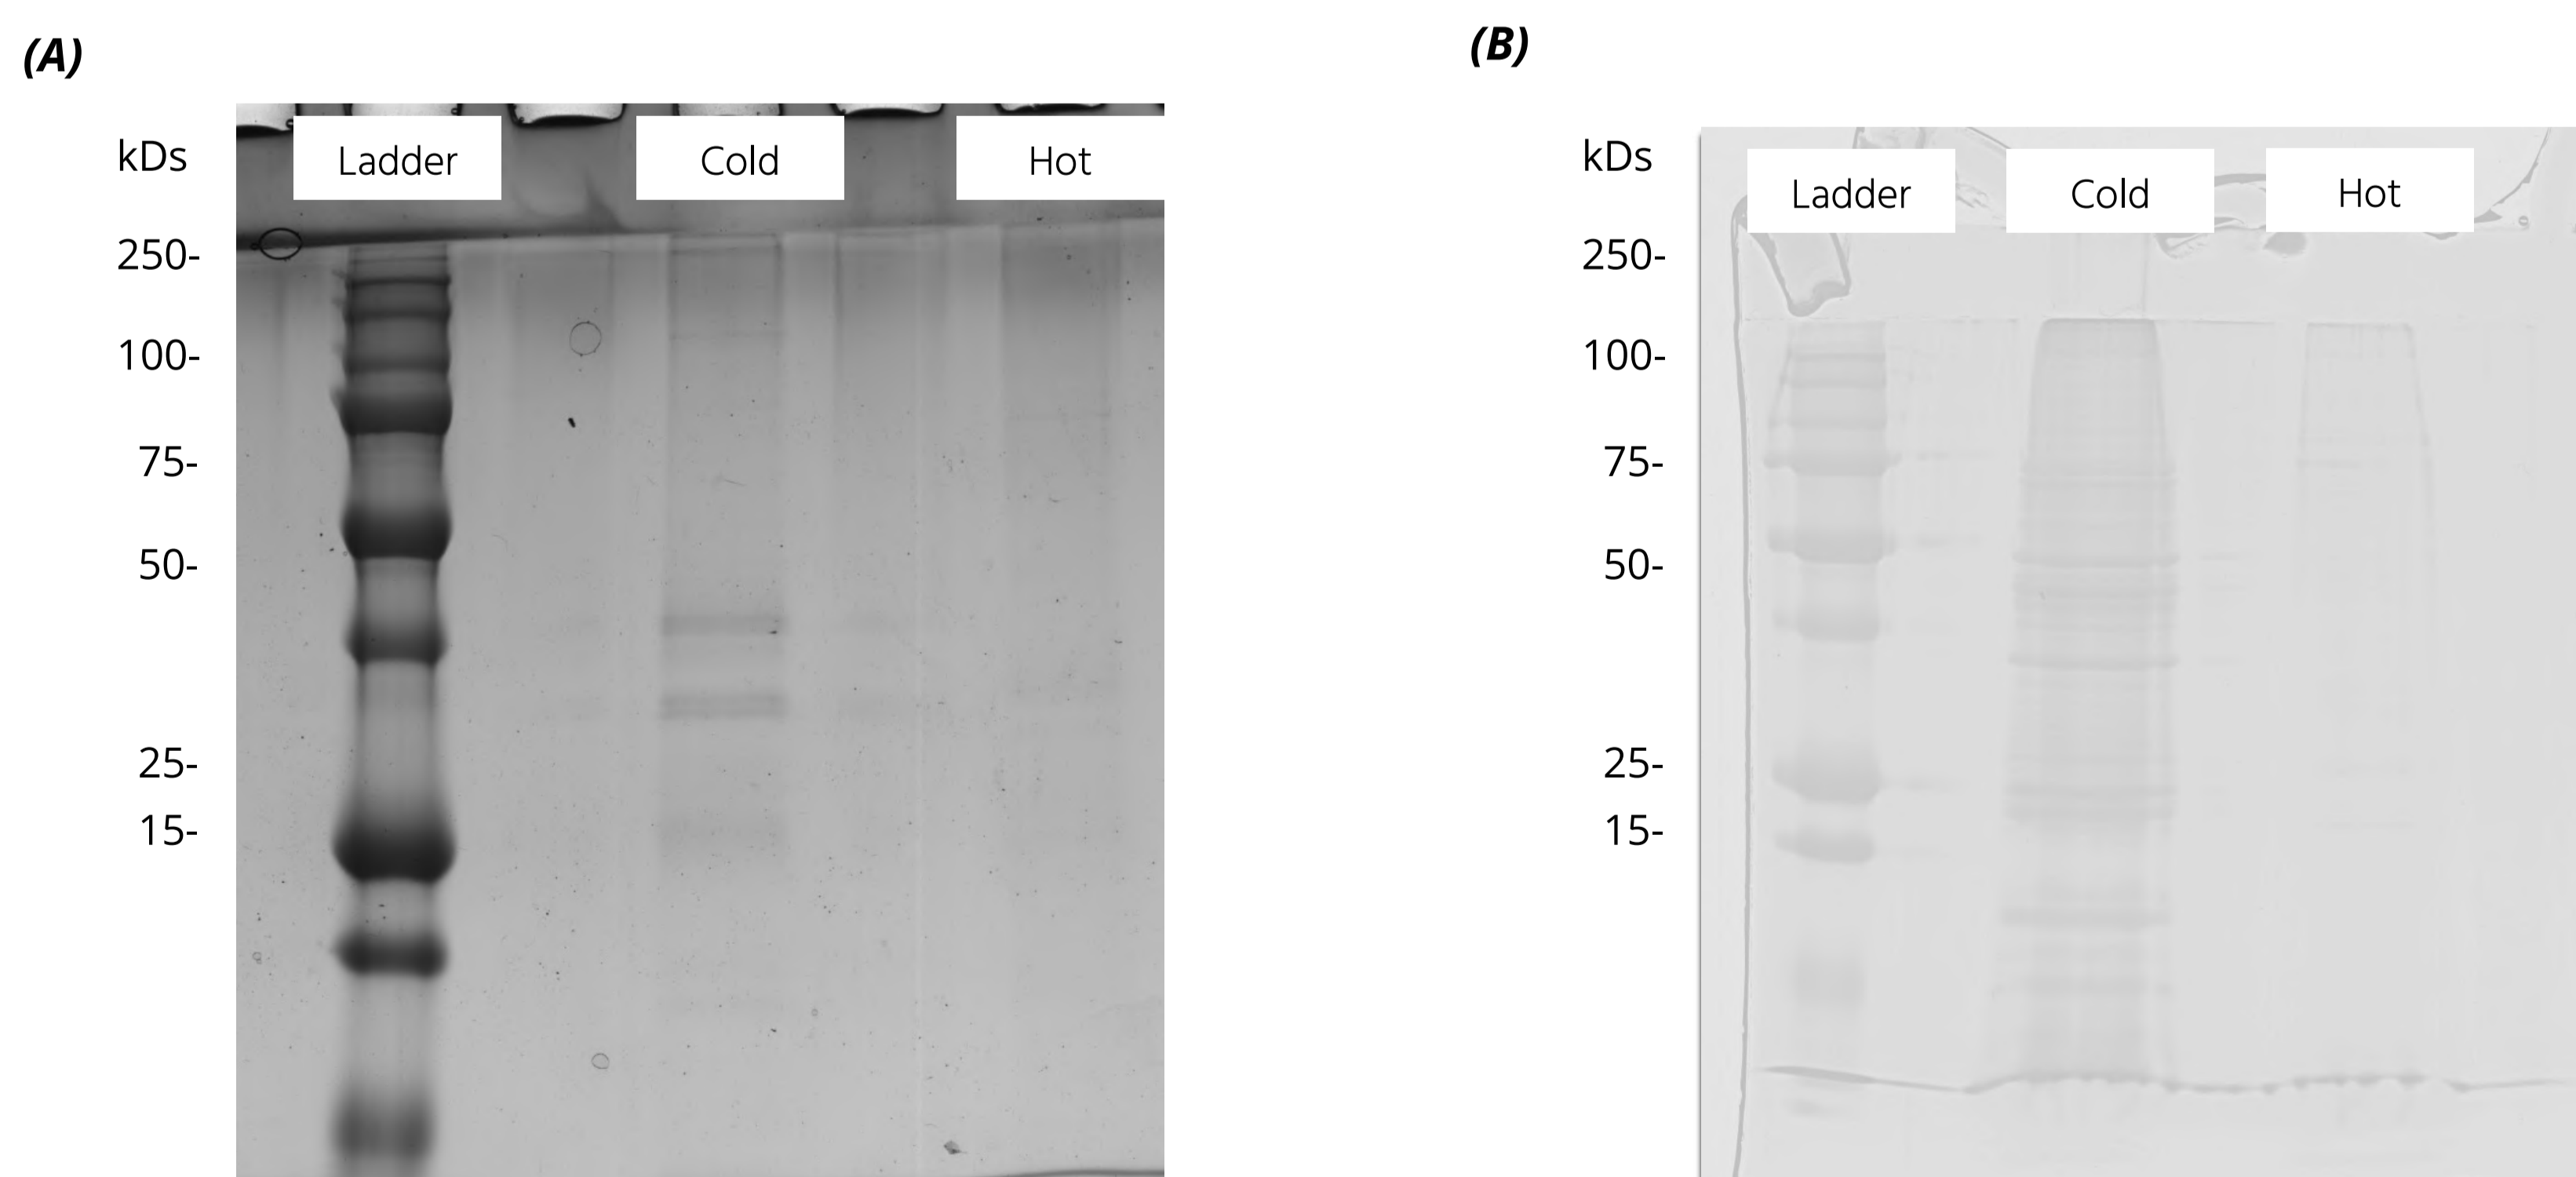 (A)
kDs
Ladder
Cold
Hot
250-
100-
75-
50-
25-
15-
(B)
kDs
Ladder
Cold
Hot
250-
100-
75-
50-
25-
15-